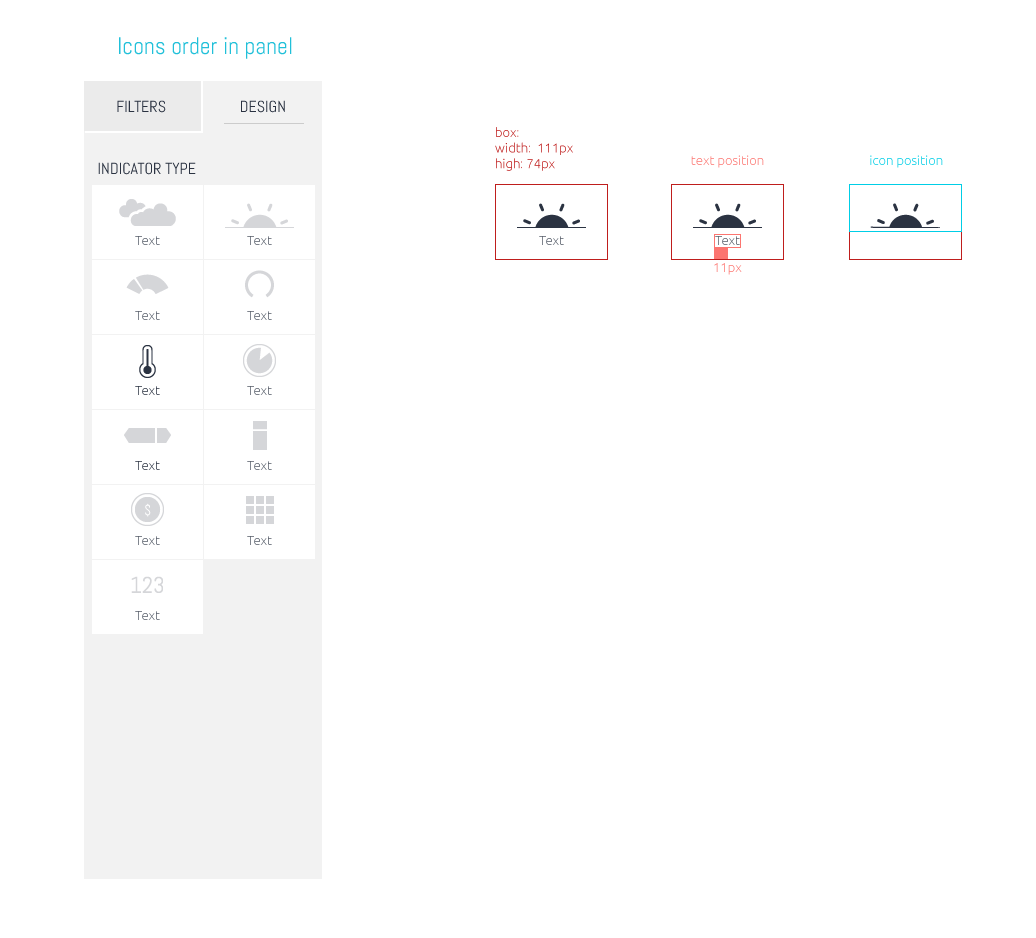 Icons order in panel
FILTERS
DESIGN
INDICATOR TYPE
Text
Text
Text
Text
Text
Text
Text
Text
$
Text
Text
123
Text
box:
width: 111px
high: 74px
Text
text position
Text
11px
icon position